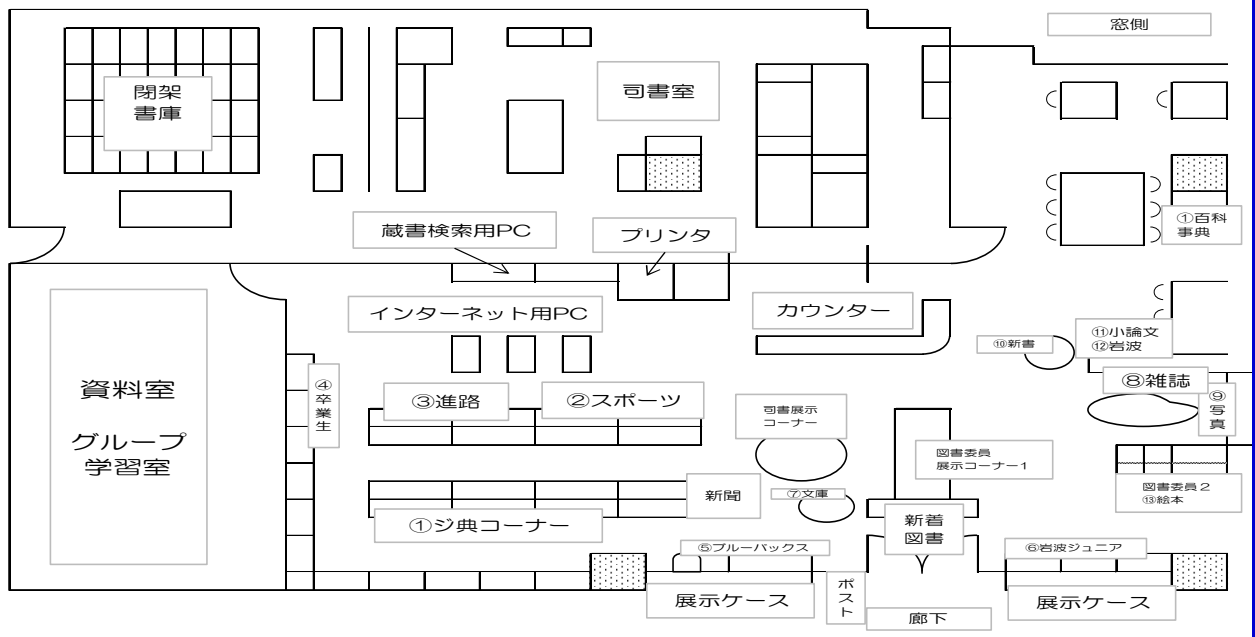 窓側
閉架
書庫
司書室
①百科
事典
蔵書検索用PC
プリンタ
インターネット用PC
カウンター
⑩新書
⑪小論文
⑫岩波
資料室
グループ
学習室
④
卒
業
生
③進路
②スポーツ
⑧雑誌
⑨
写
真
司書展示
コーナー
図書委員
展示コーナー1
新聞
⑦文庫
図書委員2
⑬絵本
①ジ典コーナー
新着
図書
⑤ブルーバックス
⑥岩波ジュニア
展示ケース
ポ
ス
ト
廊下
展示ケース